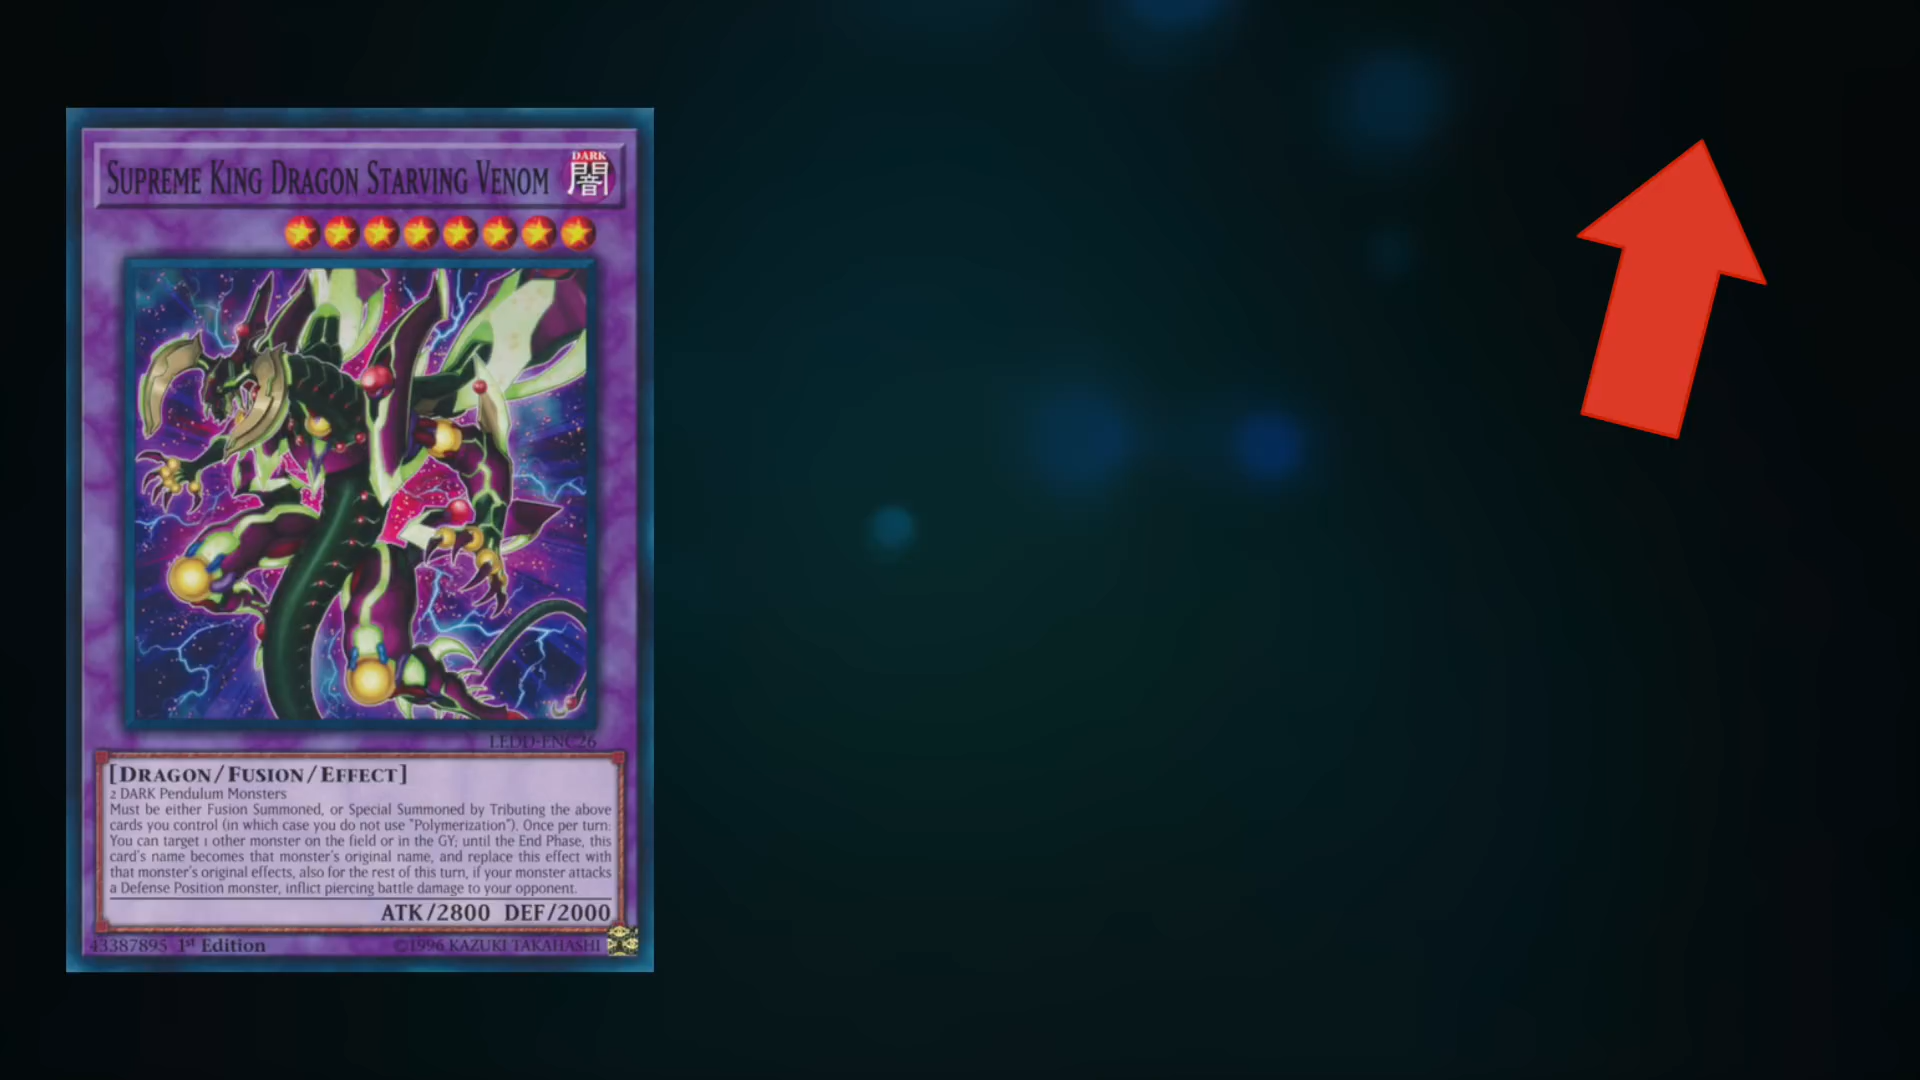 SUPREME KING DRAGON STARVING VENOM
DARK
闇
LEDD-ENC26
[DRAGON/FUSION/EFFECT]
2 DARK Pendulum Monsters
Must be either Fusion Summoned, or Special Summoned by Tributing the above
cards you control (in which case you do not use "Polymerization"). Once per turn:
You can target 1 other monster on the field or in the GY; until the End Phase, this
card's name becomes that monster's original name, and replace this effect with
that monster's original effects, also for the rest of this turn, if your monster attacks
a Defense Position monster, inflict piercing battle damage to your opponent.
ATK/2800 DEF/2000
43387895 1st Edition
©1996 KAZUKI TAKAHASHI